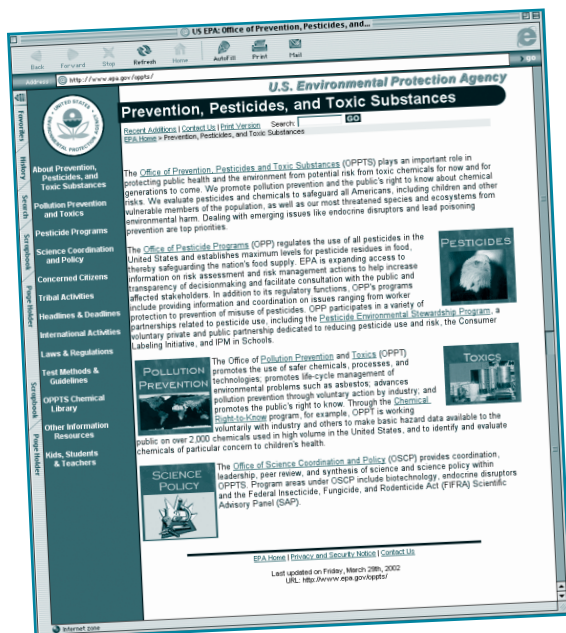 US EPA: Office of Prevention, Pesticides, and...
Back Forward Stop Refresh Home AutoFill Print Mail
Address http://www.epa.gov/oppts/ go
Favorites
History
Search
Scrapbook
Page Holder
Scrapbook
Page Holder
UNITED STATES
ENVIRONMENTAL PROTECTION
U.S. Environmental Protection Agency
Prevention, Pesticides, and Toxic Substances
Recent Additions | Contact Us | Print Version Search: GO
EPA Home > Prevention, Pesticides, and Toxic Substances
About Prevention,
Pesticides, and
Toxic Substances
Pollution Prevention
and Toxics
Pesticide Programs
Science Coordination
and Policy
Concerned Citizens
Tribal Activities
Headlines & Deadlines
International Activities
Laws & Regulations
Test Methods &
Guidelines
OPPTS Chemical
Library
Other Information
Resources
Kids, Students
& Teachers
The Office of Prevention, Pesticides and Toxic Substances (OPPTS) plays an important role in
protecting public health and the environment from potential risk from toxic chemicals for now and for
generations to come. We promote pollution prevention and the public's right to know about chemical
risks. We evaluate pesticides and chemicals to safeguard all Americans, including children and other
vulnerable members of the population, as well as our most threatened species and ecosystems from
environmental harm. Dealing with emerging issues like endocrine disruptors and lead poisoning
prevention are top priorities.
The Office of Pesticide Programs (OPP) regulates the use of all pesticides in the
United States and establishes maximum levels for pesticide residues in food,
thereby safeguarding the nation's food supply. EPA is expanding access to
information on risk assessment and risk management actions to help increase
transparency of decisionmaking and facilitate consultation with the public and
affected stakeholders. In addition to its regulatory functions, OPP's programs
include providing information and coordination on issues ranging from worker
protection to prevention of misuse of pesticides. OPP participates in a variety of
partnerships related to pesticide use, including the Pesticide Environmental Stewardship Program, a
voluntary private and public partnership dedicated to reducing pesticide use and risk, the Consumer
Labeling Initiative, and IPM in Schools.
PESTICIDES
POLLUTION
PREVENTION
The Office of Pollution Prevention and Toxics (OPPT)
promotes the use of safer chemicals, processes, and
technologies; promotes life-cycle management of
environmental problems such as asbestos; advances
pollution prevention through voluntary action by industry; and
promotes the public's right to know. Through the Chemical
Right-to-Know program, for example, OPPT is working
voluntarily with industry and others to make basic hazard data available to the
public on over 2,000 chemicals used in high volume in the United States, and to identify and evaluate
chemicals of particular concern to children's health.
TOXICS
SCIENCE
POLICY
The Office of Science Coordination and Policy (OSCP) provides coordination,
leadership, peer review, and synthesis of science and science policy within
OPPTS. Program areas under OSCP include biotechnology, endocrine disruptors
and the Federal Insecticide, Fungicide, and Rodenticide Act (FIFRA) Scientific
Advisory Panel (SAP).
EPA Home | Privacy and Security Notice | Contact Us
Last updated on Friday, March 29th, 2002
URL: http://www.epa.gov/oppts/
Internet zone